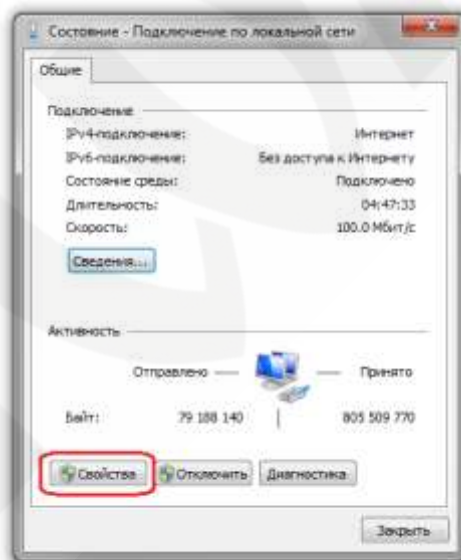 Состояние - Подключение по локальной сети
Общие
Подключение
IPv4-подключение: Интернет
IPv6-подключение: Без доступа к Интернету
Состояние среды: Подключено
Длительность: 04:47:33
Скорость: 100.0 Мбит/с
Сведения...
Активность
Отправлено — — Принято
Байт: 79 188 140 | 805 509 770
Свойства Отключить Диагностика
Закрыть